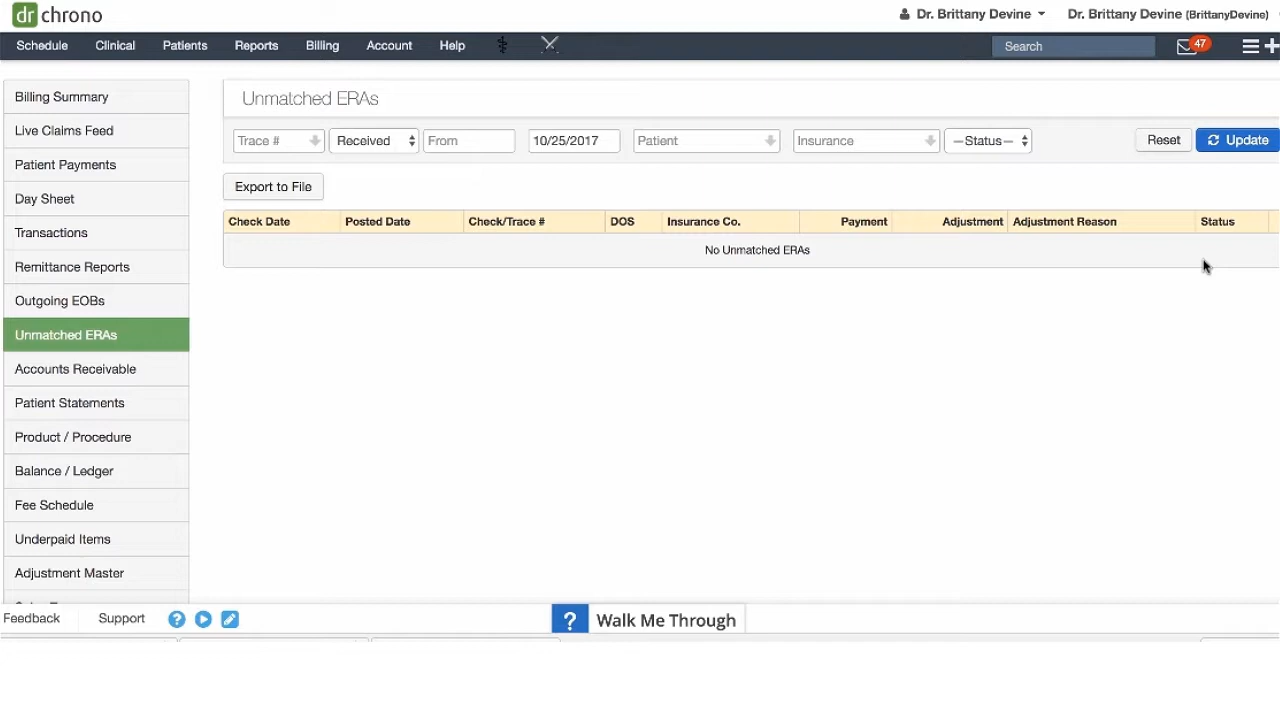 dr chrono
Dr. Brittany Devine
Dr. Brittany Devine (BrittanyDevine)
Schedule
Clinical
Patients
Reports
Billing
Account
Help
Search
47
Billing Summary
Live Claims Feed
Patient Payments
Day Sheet
Transactions
Remittance Reports
Outgoing EOBs
Unmatched ERAs
Accounts Receivable
Patient Statements
Product / Procedure
Balance / Ledger
Fee Schedule
Underpaid Items
Adjustment Master
Unmatched ERAs
Trace #
Received
From
10/25/2017
Patient
Insurance
—Status—
Reset
Update
Export to File
Check Date
Posted Date
Check/Trace #
DOS
Insurance Co.
Payment
Adjustment
Adjustment Reason
Status
No Unmatched ERAs
Feedback
Support
?
? Walk Me Through